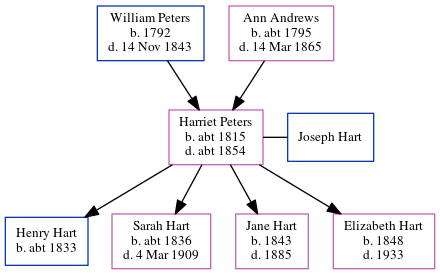 William Peters
b. 1792
d. 14 Nov 1843
Ann Andrews
b. abt 1795
d. 14 Mar 1865
Harriet Peters
b. abt 1815
d. abt 1854
Joseph Hart
Henry Hart
b. abt 1833
Sarah Hart
b. abt 1836
d. 4 Mar 1909
Jane Hart
b. 1843
d. 1885
Elizabeth Hart
b. 1848
d. 1933